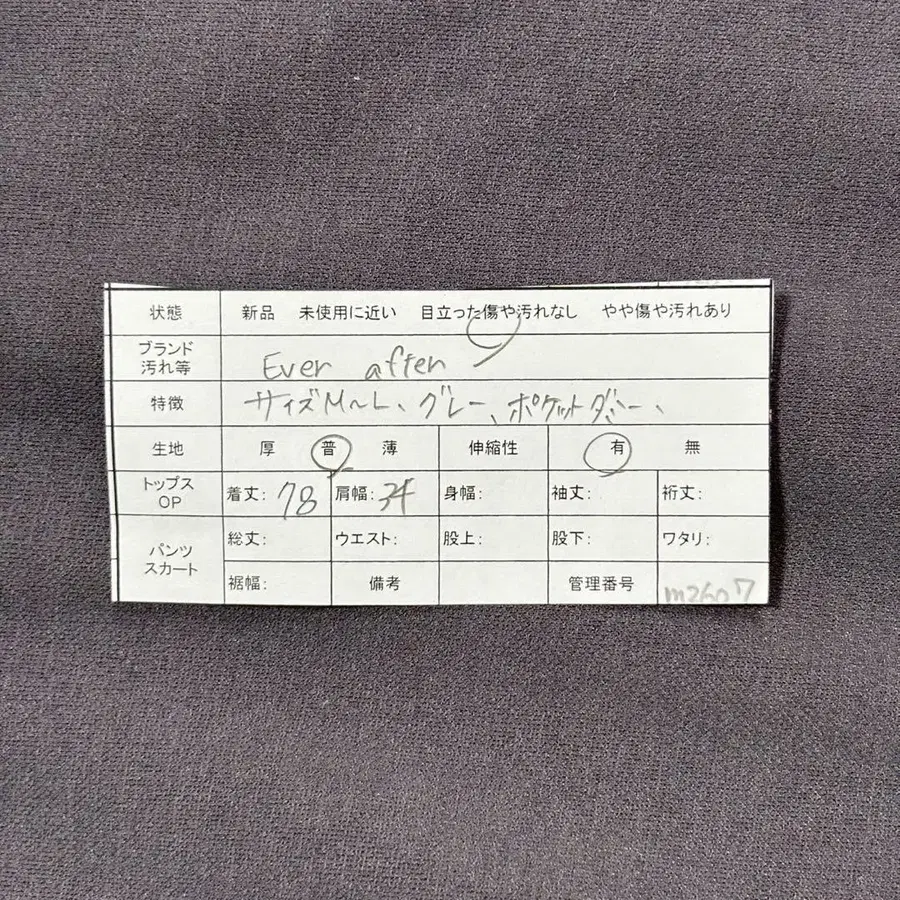 状態 新品 未使用に近い 目立った傷や汚れなし やや傷や汚れあり
ブランド
汚れ等 Ever after
特徴 サイズM〜L、グレー、ポケットダミー、
生地 厚 普 薄 伸縮性 有 無
トップス
OP 着丈: 78 肩幅: 34 身幅: 袖丈: 裄丈:
パンツ
スカート 総丈: ウエスト: 股上: 股下: ワタリ:
裾幅: 備考 管理番号 m2607